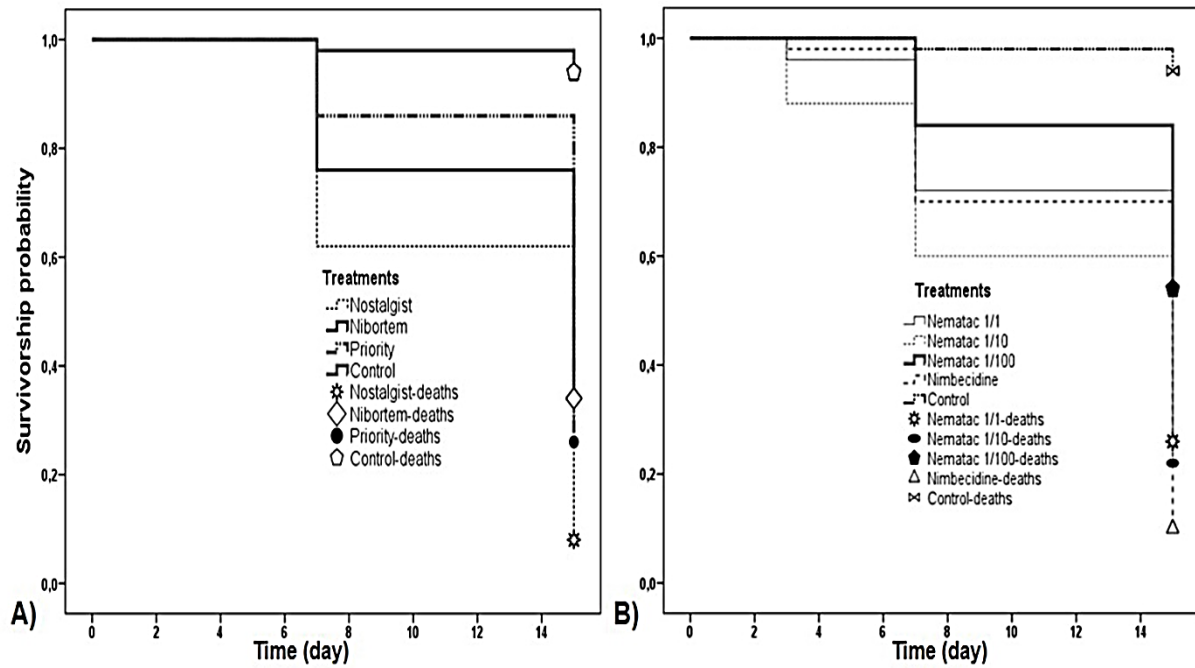 Survivorship probability
1,0
0,8
0,6
0,4
0,2
0,0
Treatments
Nostalgist
Nibortem
Priority
Control
Nostalgist-deaths
Nibortem-deaths
Priority-deaths
Control-deaths
0 2 4 6 8 10 12 14
A)
Time (day)
1,0
0,8
0,6
0,4
0,2
0,0
Treatments
Nematac 1/1
Nematac 1/10
Nematac 1/100
Nimbecidine
Control
Nematac 1/1-deaths
Nematac 1/10-deaths
Nematac 1/100-deaths
Nimbecidine-deaths
Control-deaths
0 2 4 6 8 10 12 14
B)
Time (day)